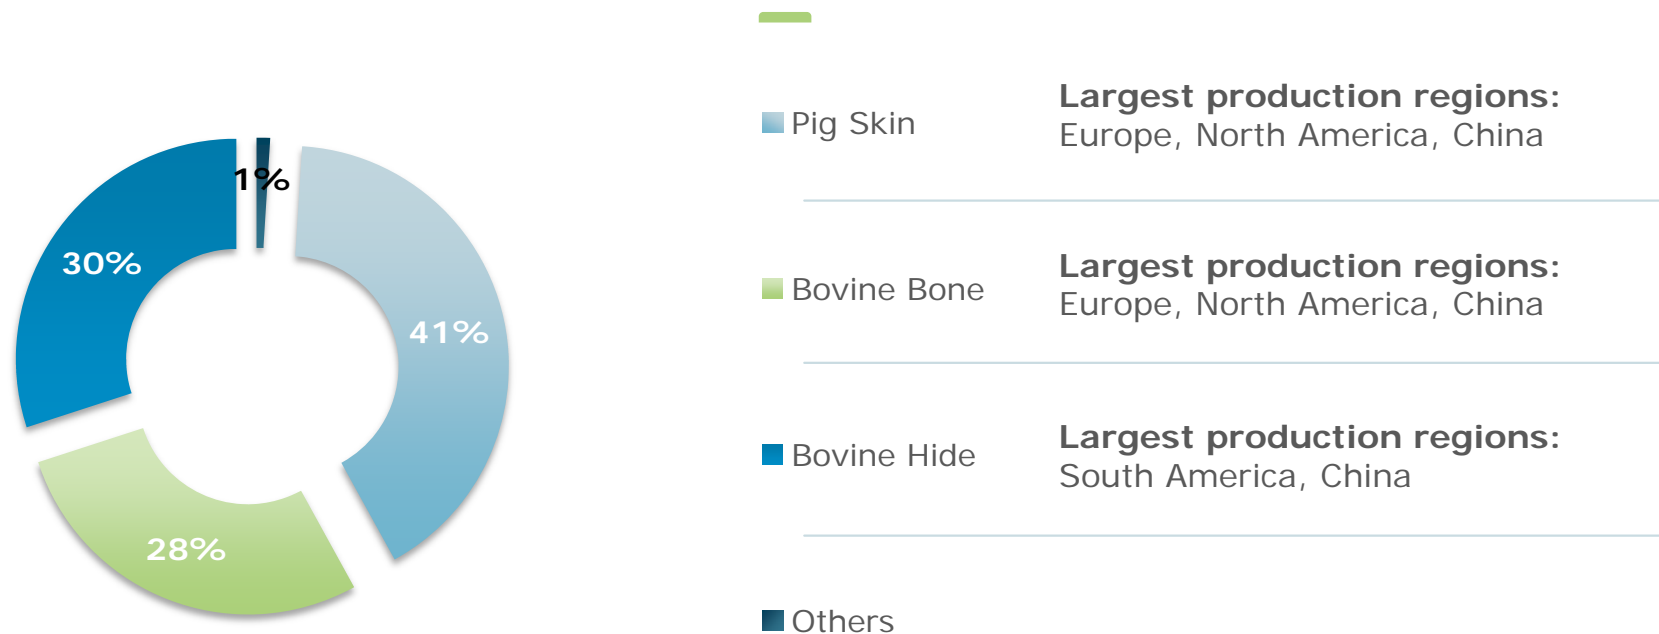 1%
30%
41%
28%
Pig Skin
Largest production regions:
Europe, North America, China
Bovine Bone
Largest production regions:
Europe, North America, China
Bovine Hide
Largest production regions:
South America, China
Others